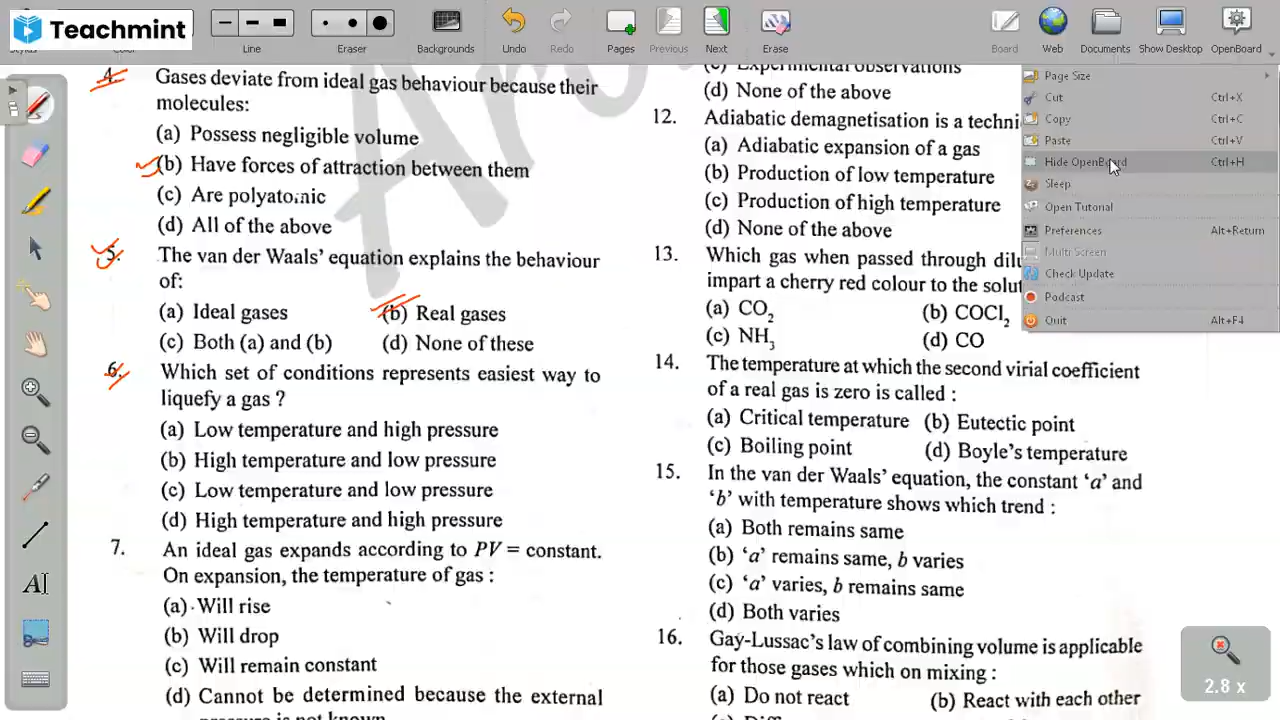 Teachmint
Line
Eraser
Backgrounds
Undo
Redo
Pages
Previous
Next
Erase
Board
Web
Documents
Show Desktop
OpenBoard
4. Gases deviate from ideal gas behaviour because their
molecules:
(a) Possess negligible volume
(b) Have forces of attraction between them
(c) Are polyatomic
(d) All of the above
5. The van der Waals' equation explains the behaviour
of:
(a) Ideal gases (b) Real gases
(c) Both (a) and (b) (d) None of these
6. Which set of conditions represents easiest way to
liquefy a gas ?
(a) Low temperature and high pressure
(b) High temperature and low pressure
(c) Low temperature and low pressure
(d) High temperature and high pressure
7. An ideal gas expands according to PV = constant.
On expansion, the temperature of gas :
(a) Will rise
(b) Will drop
(c) Will remain constant
(d) Cannot be determined because the external
pressure is not known
(c) Experimental observations
(d) None of the above
12. Adiabatic demagnetisation is a techni
(a) Adiabatic expansion of a gas
(b) Production of low temperature
(c) Production of high temperature
(d) None of the above
13. Which gas when passed through dilu
impart a cherry red colour to the solut
(a) CO₂ (b) COCl₂
(c) NH₃ (d) CO
14. The temperature at which the second virial coefficient
of a real gas is zero is called :
(a) Critical temperature (b) Eutectic point
(c) Boiling point (d) Boyle's temperature
15. In the van der Waals' equation, the constant 'a' and
'b' with temperature shows which trend :
(a) Both remains same
(b) 'a' remains same, b varies
(c) 'a' varies, b remains same
(d) Both varies
16. Gay-Lussac's law of combining volume is applicable
for those gases which on mixing :
(a) Do not react (b) React with each other
Page Size
Cut Ctrl+X
Copy Ctrl+C
Paste Ctrl+V
Hide OpenBoard Ctrl+H
Sleep
Open Tutorial
Preferences Alt+Return
Multi Screen
Check Update
Podcast
Quit Alt+F4
2.8 x